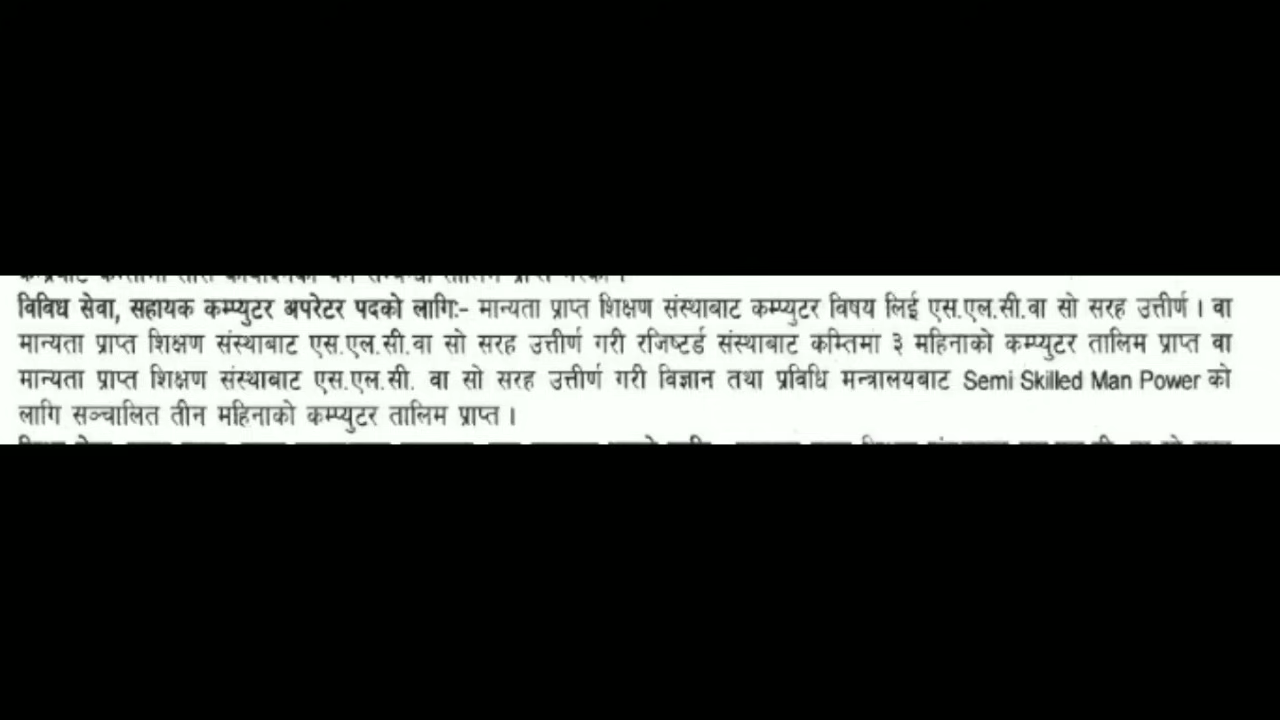 विविध सेवा, सहायक कम्प्युटर अपरेटर पदको लागिः- मान्यता प्राप्त शिक्षण संस्थाबाट कम्प्युटर विषय लिई एस.एल.सी.वा सो सरह उत्तीर्ण । वा
मान्यता प्राप्त शिक्षण संस्थाबाट एस.एल.सी.वा सो सरह उत्तीर्ण गरी रजिष्टर्ड संस्थाबाट कम्तिमा ३ महिनाको कम्प्युटर तालिम प्राप्त वा
मान्यता प्राप्त शिक्षण संस्थाबाट एस.एल.सी. वा सो सरह उत्तीर्ण गरी विज्ञान तथा प्रविधि मन्त्रालयबाट Semi Skilled Man Power को
लागि सञ्चालित तीन महिनाको कम्प्युटर तालिम प्राप्त ।